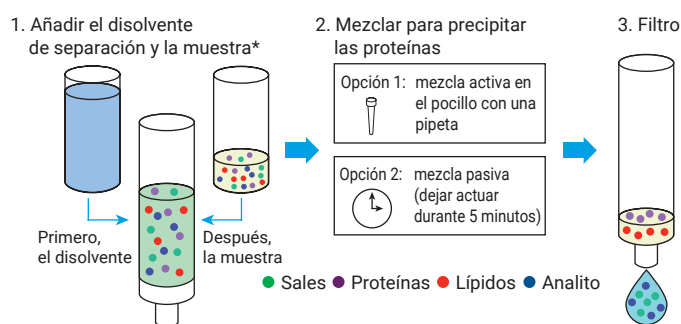 1. Añadir el disolvente
de separación y la muestra*
Primero,
el disolvente
Después,
la muestra
2. Mezclar para precipitar
las proteínas
Opción 1: mezcla activa en
el pocillo con una
pipeta
Opción 2: mezcla pasiva
(dejar actuar
durante 5 minutos)
3. Filtro
Sales Proteínas Lípidos Analito